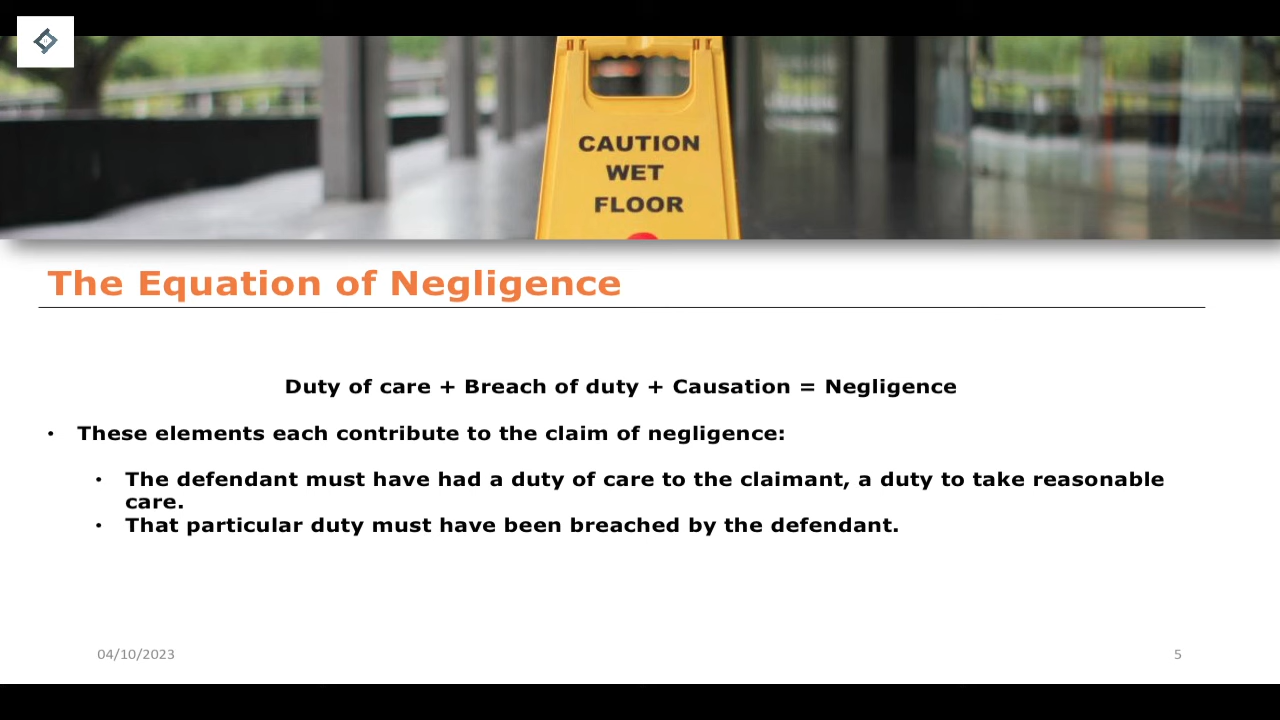 CAUTION
WET
FLOOR
The Equation of Negligence
Duty of care + Breach of duty + Causation = Negligence
• These elements each contribute to the claim of negligence:
• The defendant must have had a duty of care to the claimant, a duty to take reasonable
care.
• That particular duty must have been breached by the defendant.
04/10/2023
5